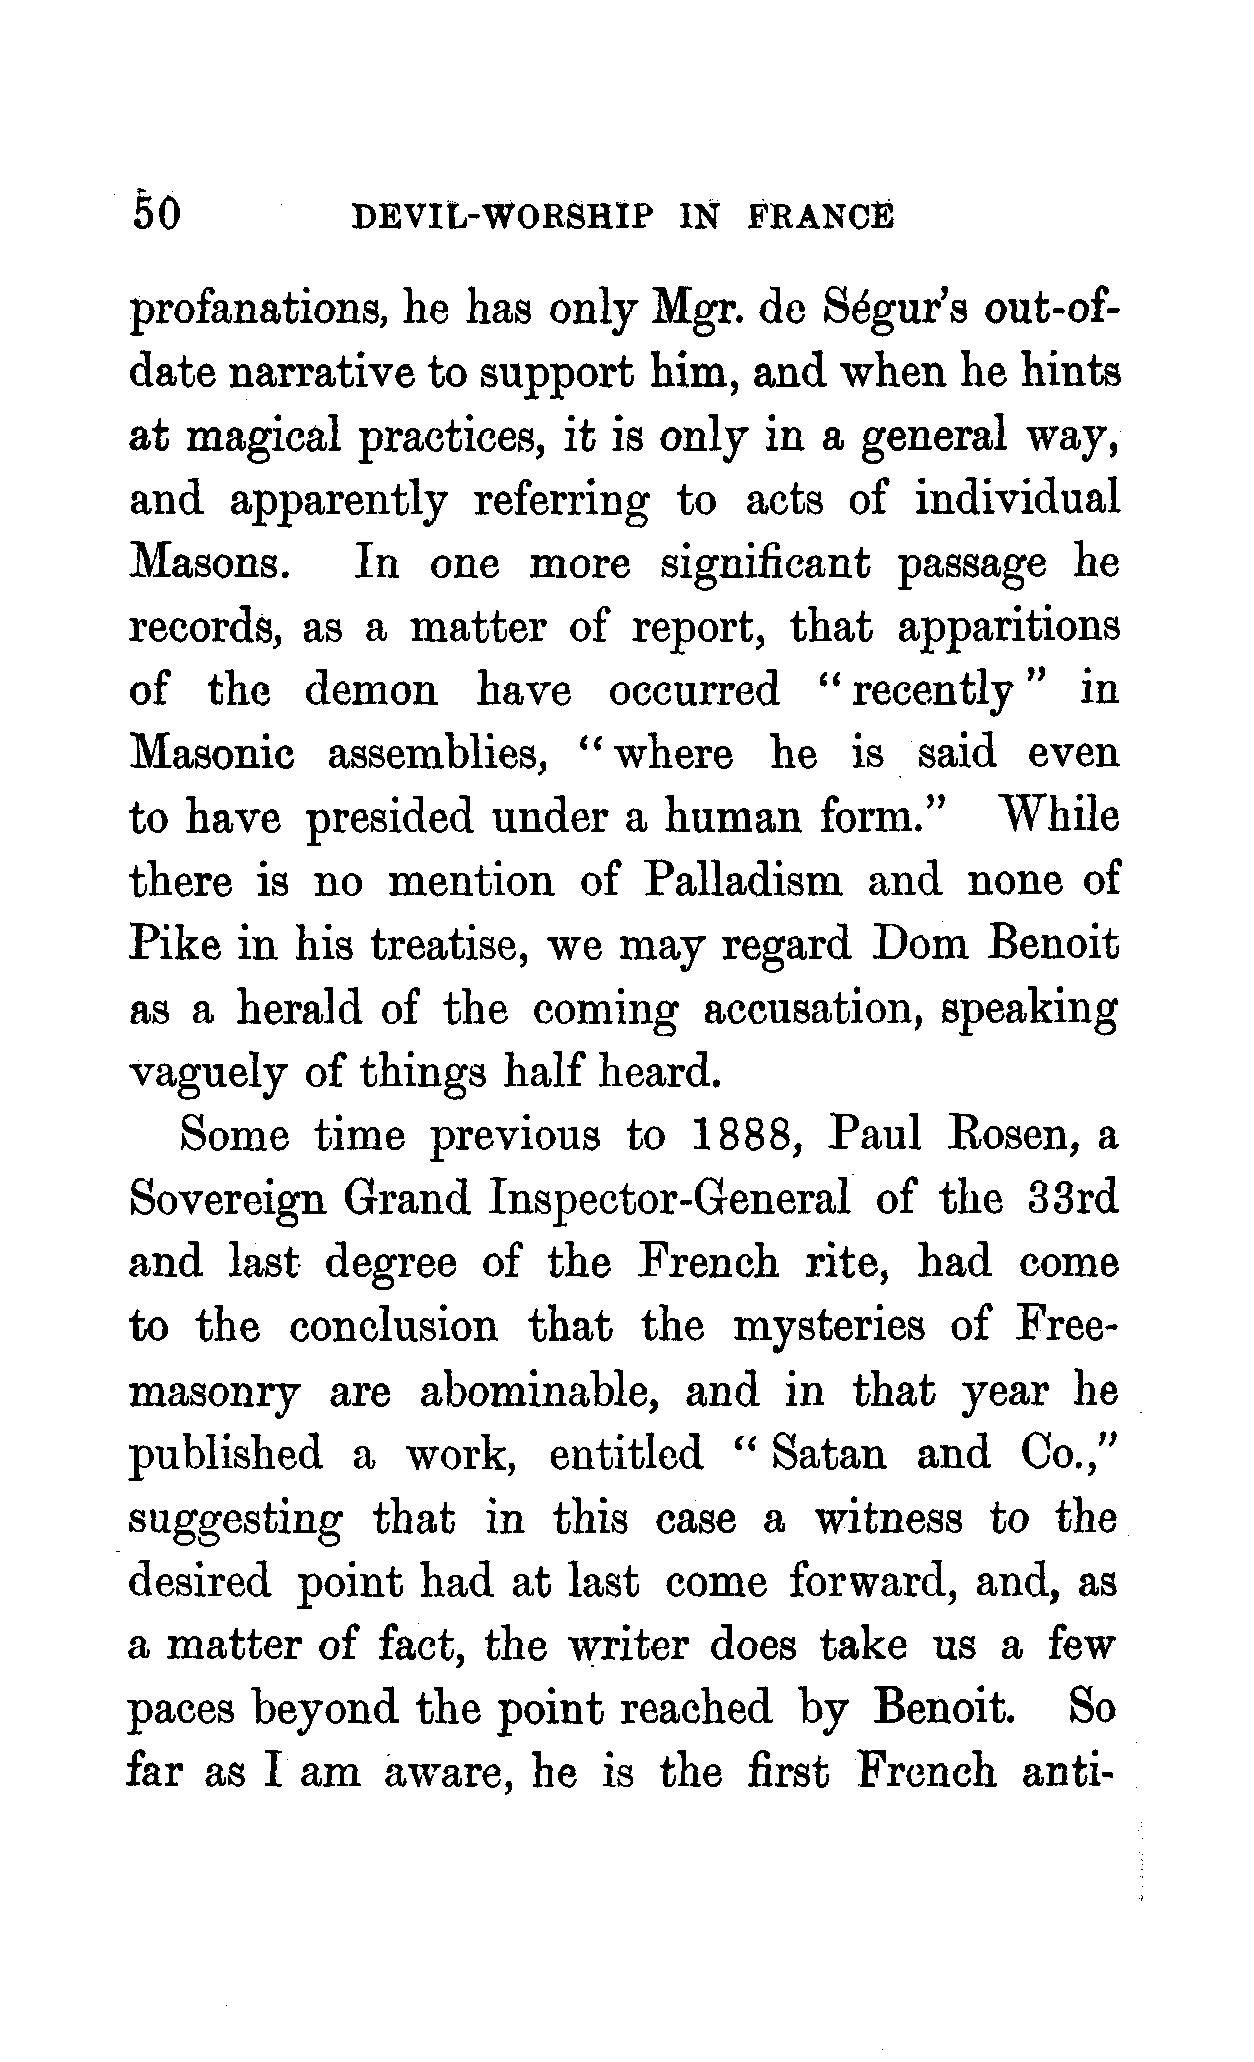 50 DEVIL-WORSHIP IN FRANCE
profanations, he has only Mgr. de Ségur's out-of-
date narrative to support him, and when he hints
at magical practices, it is only in a general way,
and apparently referring to acts of individual
Masons. In one more significant passage he
records, as a matter of report, that apparitions
of the demon have occurred "recently" in
Masonic assemblies, "where he is said even
to have presided under a human form." While
there is no mention of Palladism and none of
Pike in his treatise, we may regard Dom Benoit
as a herald of the coming accusation, speaking
vaguely of things half heard.
Some time previous to 1888, Paul Rosen, a
Sovereign Grand Inspector-General of the 33rd
and last degree of the French rite, had come
to the conclusion that the mysteries of Free-
masonry are abominable, and in that year he
published a work, entitled "Satan and Co.,"
suggesting that in this case a witness to the
desired point had at last come forward, and, as
a matter of fact, the writer does take us a few
paces beyond the point reached by Benoit. So
far as I am aware, he is the first French anti-